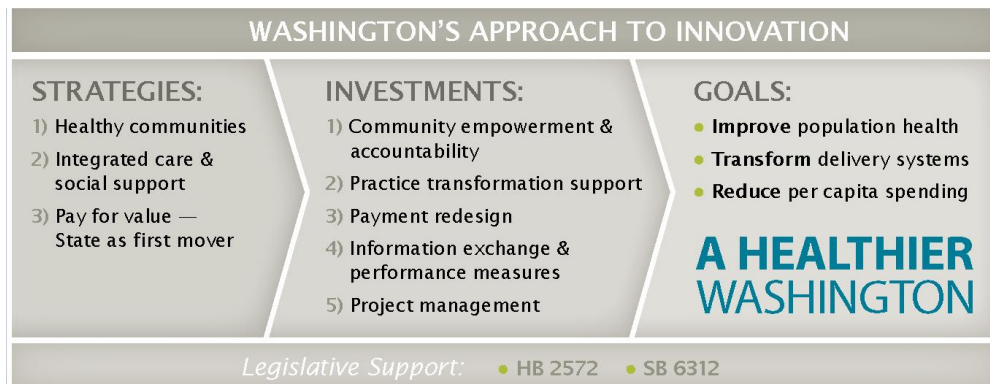 WASHINGTON'S APPROACH TO INNOVATION
STRATEGIES:
1) Healthy communities
2) Integrated care &
social support
3) Pay for value —
State as first mover
INVESTMENTS:
1) Community empowerment &
accountability
2) Practice transformation support
3) Payment redesign
4) Information exchange &
performance measures
5) Project management
GOALS:
• Improve population health
• Transform delivery systems
• Reduce per capita spending
A HEALTHIER
WASHINGTON
Legislative Support: • HB 2572 • SB 6312